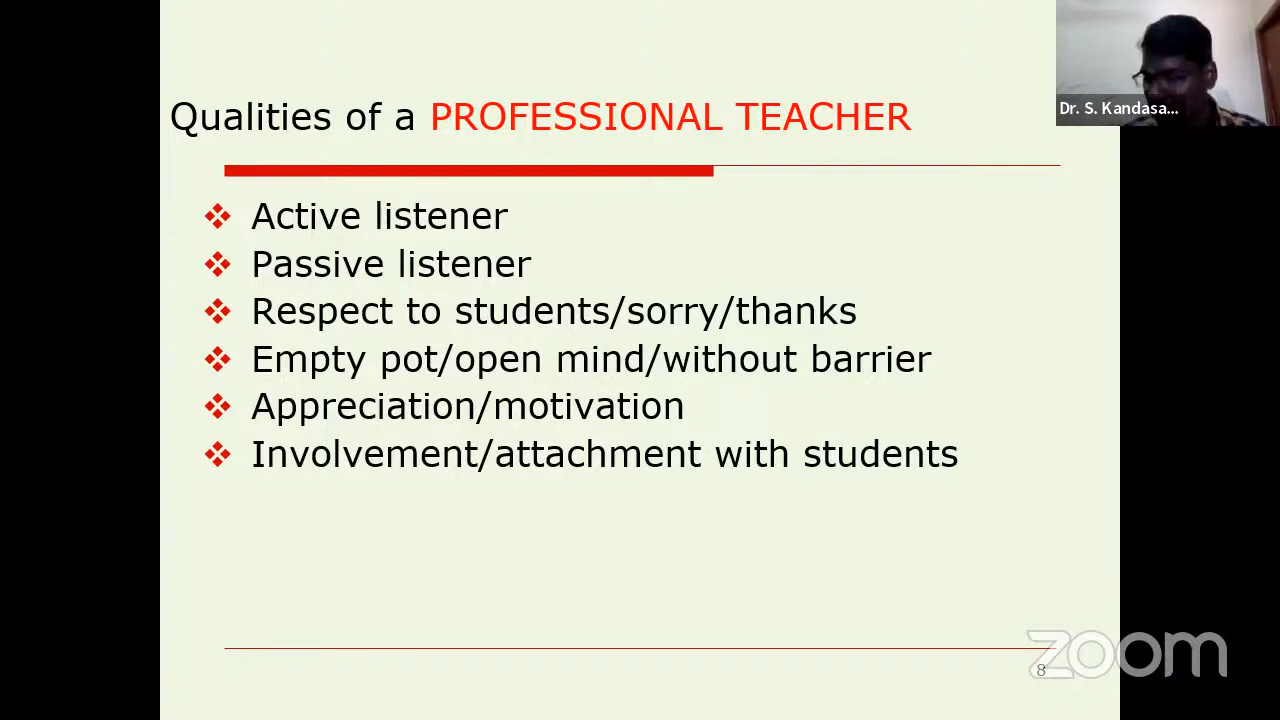 Dr. S. Kandasa...
Qualities of a PROFESSIONAL TEACHER
Active listener
Passive listener
Respect to students/sorry/thanks
Empty pot/open mind/without barrier
Appreciation/motivation
Involvement/attachment with students
zoom
8